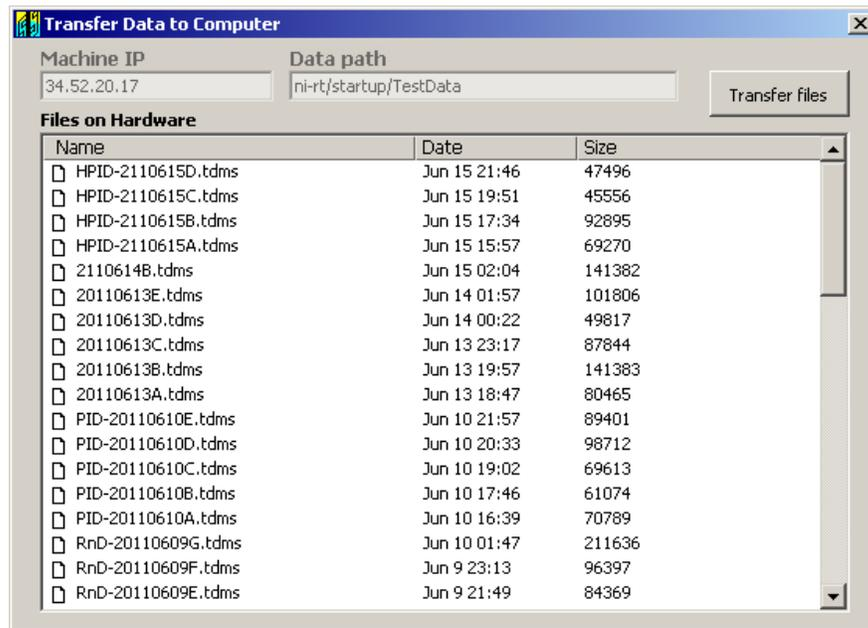 Transfer Data to Computer
Machine IP Data path
34.52.20.17 ni-rt/startup/TestData Transfer files
Files on Hardware
Name Date Size
HPID-2110615D.tdms Jun 15 21:46 47496
HPID-2110615C.tdms Jun 15 19:51 45556
HPID-2110615B.tdms Jun 15 17:34 92895
HPID-2110615A.tdms Jun 15 15:57 69270
2110614B.tdms Jun 15 02:04 141382
20110613E.tdms Jun 14 01:57 101806
20110613D.tdms Jun 14 00:22 49817
20110613C.tdms Jun 13 23:17 87844
20110613B.tdms Jun 13 19:57 141383
20110613A.tdms Jun 13 18:47 80465
PID-20110610E.tdms Jun 10 21:57 89401
PID-20110610D.tdms Jun 10 20:33 98712
PID-20110610C.tdms Jun 10 19:02 69613
PID-20110610B.tdms Jun 10 17:46 61074
PID-20110610A.tdms Jun 10 16:39 70789
RnD-20110609G.tdms Jun 10 01:47 211636
RnD-20110609F.tdms Jun 9 23:13 96397
RnD-20110609E.tdms Jun 9 21:49 84369